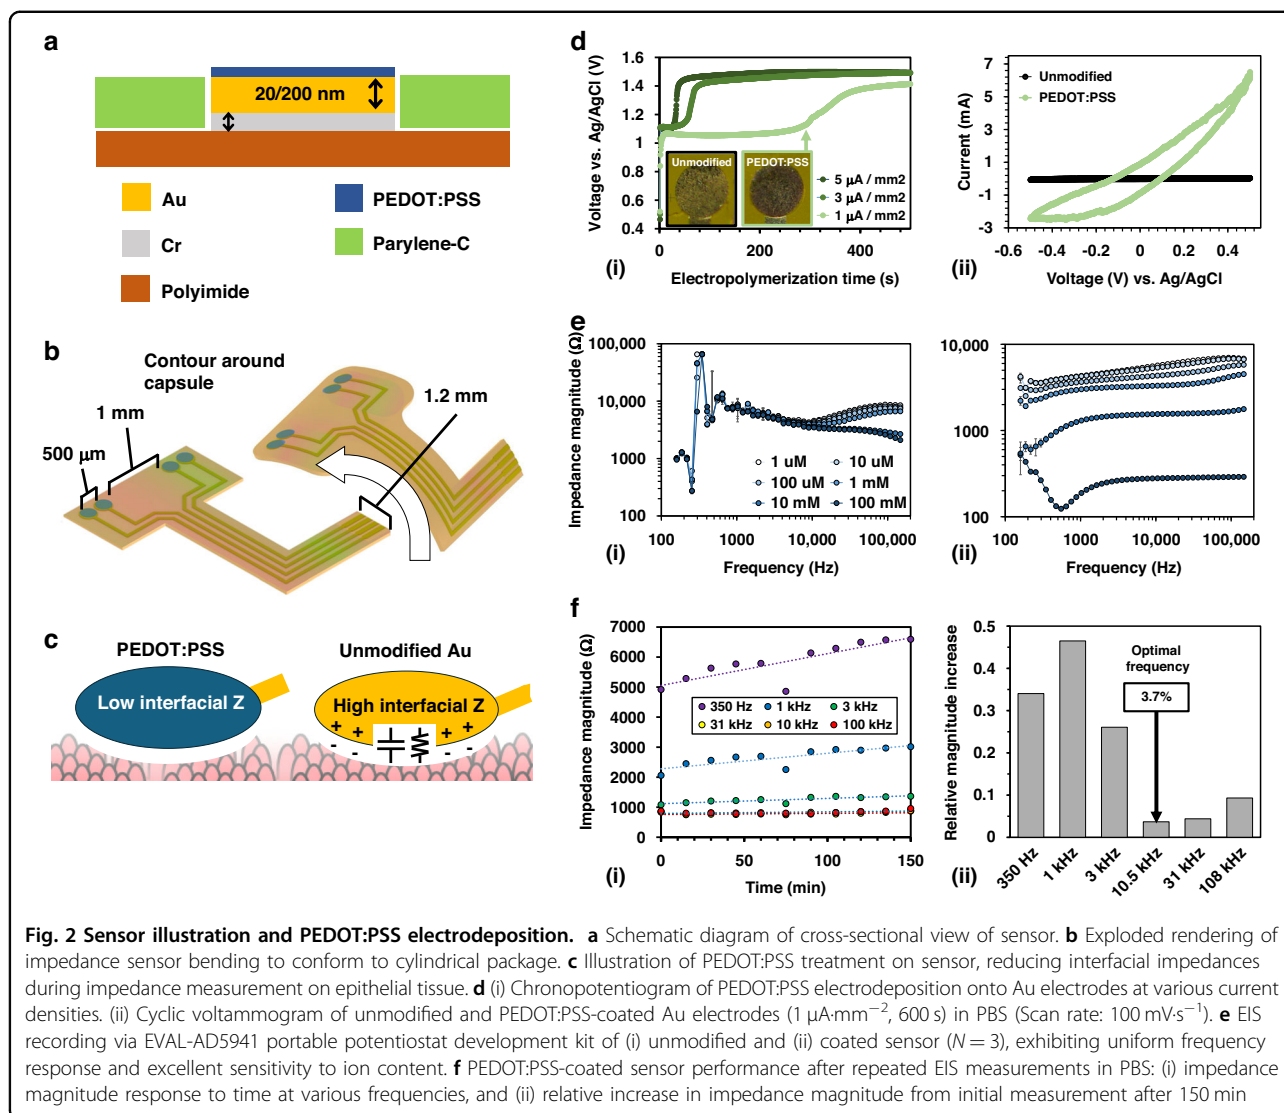 a
20/200 nm
Au
PEDOT:PSS
Cr
Parylene-C
Polyimide
b
Contour around
capsule
1 mm
500 µm
1.2 mm
c
PEDOT:PSS
Unmodified Au
Low interfacial Z
High interfacial Z
+ + + +
- - - -
d
Voltage vs. Ag/AgCl (V)
1.6
1.4
1.2
1
0.8
0.6
0.4
0 200 400
Unmodified
PEDOT:PSS
5 µA / mm2
3 µA / mm2
1 µA / mm2
(i)
Electropolymerization time (s)
Current (mA)
7
5
3
1
-1
-3
Unmodified
PEDOT:PSS
-0.6 -0.4 -0.2 0 0.2 0.4 0.6
(ii)
Voltage (V) vs. Ag/AgCl
e
Impedance magnitude (Ω)
100,000
10,000
1000
100
1 uM 10 uM
100 uM 1 mM
10 mM 100 mM
100 1000 10,000 100,000
(i)
Frequency (Hz)
10,000
1000
100
100 1000 10,000 100,000
(ii)
Frequency (Hz)
f
Impedance magnitude (Ω)
7000
6000
5000
4000
3000
2000
1000
0
350 Hz 1 kHz 3 kHz
31 kHz 10 kHz 100 kHz
0 50 100 150
(i)
Time (min)
Relative magnitude increase
0.5
0.4
0.3
0.2
0.1
0
Optimal
frequency
3.7%
350 Hz 1 kHz 3 kHz 10.5 kHz 31 kHz 108 kHz
(ii)
Fig. 2 Sensor illustration and PEDOT:PSS electrodeposition. a Schematic diagram of cross-sectional view of sensor. b Exploded rendering of
impedance sensor bending to conform to cylindrical package. c Illustration of PEDOT:PSS treatment on sensor, reducing interfacial impedances
during impedance measurement on epithelial tissue. d (i) Chronopotentiogram of PEDOT:PSS electrodeposition onto Au electrodes at various current
densities. (ii) Cyclic voltammogram of unmodified and PEDOT:PSS-coated Au electrodes (1 µA·mm⁻², 600 s) in PBS (Scan rate: 100 mV·s⁻¹). e EIS
recording via EVAL-AD5941 portable potentiostat development kit of (i) unmodified and (ii) coated sensor (N = 3), exhibiting uniform frequency
response and excellent sensitivity to ion content. f PEDOT:PSS-coated sensor performance after repeated EIS measurements in PBS: (i) impedance
magnitude response to time at various frequencies, and (ii) relative increase in impedance magnitude from initial measurement after 150 min